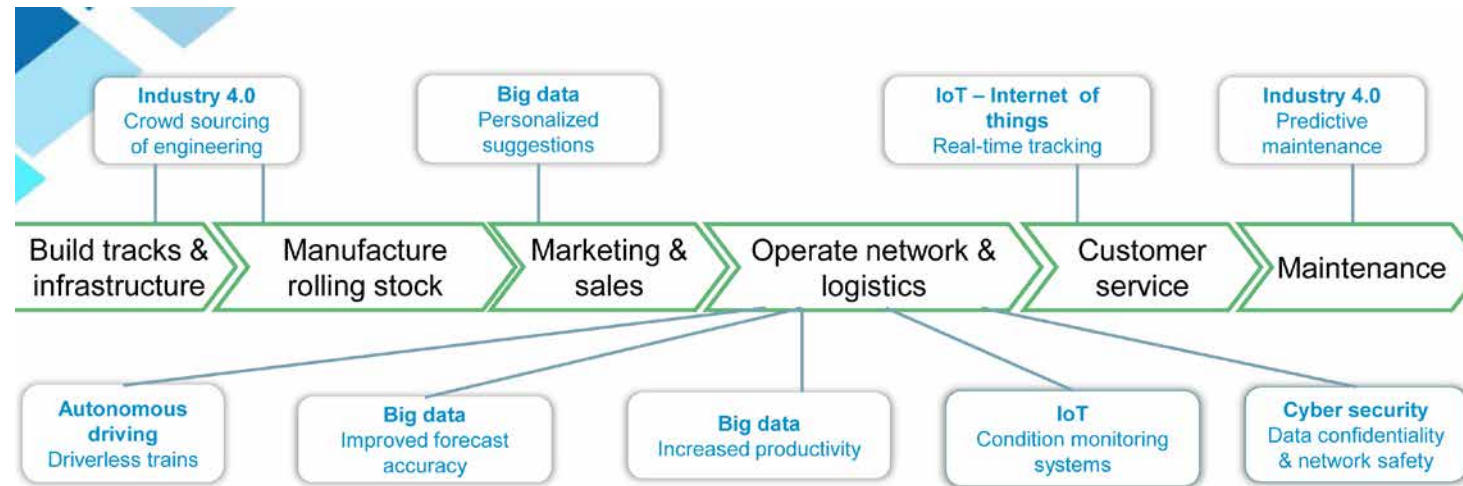 Industry 4.0
Crowd sourcing
of engineering
Big data
Personalized
suggestions
IoT – Internet of
things
Real-time tracking
Industry 4.0
Predictive
maintenance
Build tracks &
infrastructure
Manufacture
rolling stock
Marketing &
sales
Operate network &
logistics
Customer
service
Maintenance
Autonomous
driving
Driverless trains
Big data
Improved forecast
accuracy
Big data
Increased productivity
IoT
Condition monitoring
systems
Cyber security
Data confidentiality
& network safety